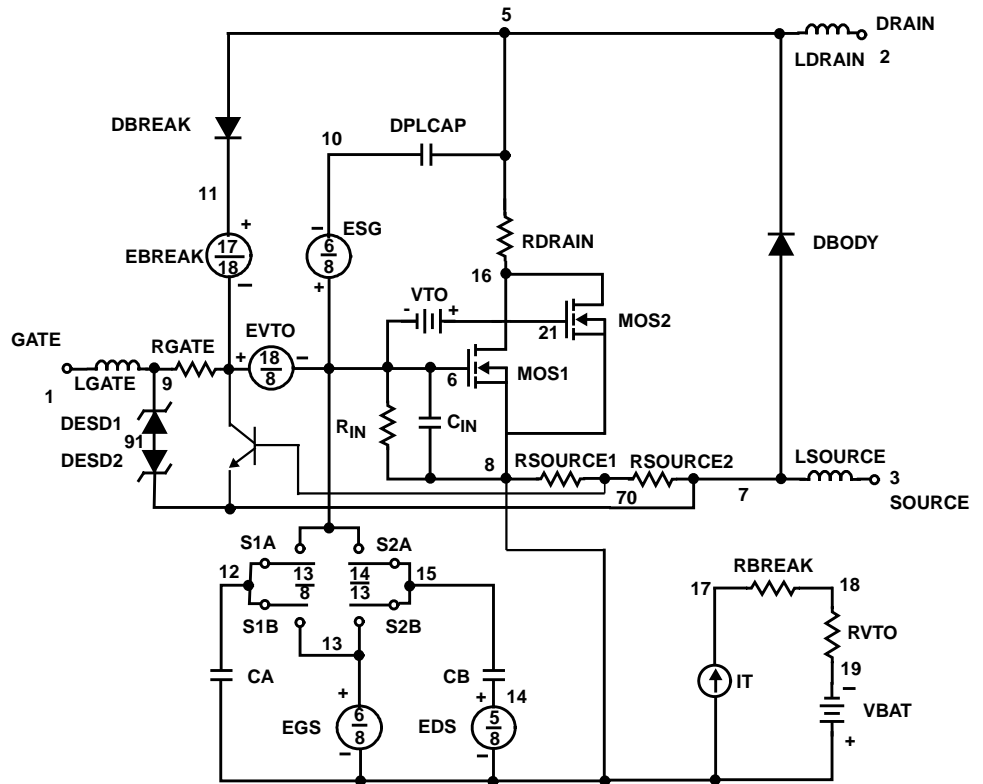 5
DRAIN
LDRAIN 2
DBREAK
10
DPLCAP
11
+
− ESG
RDRAIN
DBODY
17
18
EBREAK
−
6
8
+
16
- VTO +
21
MOS2
GATE
RGATE
EVTO
+
18
8
−
MOS1
6
LGATE
9
1
DESD1
91
DESD2
RIN
CIN
8
RSOURCE1
RSOURCE2
LSOURCE
3
SOURCE
70
7
S1A
S2A
12
13
8
14
13
15
S1B
S2B
13
RBREAK
17
18
RVTO
19
CA
CB
+
14
IT
−
VBAT
+
+
EGS
6
8
−
EDS
5
8
−